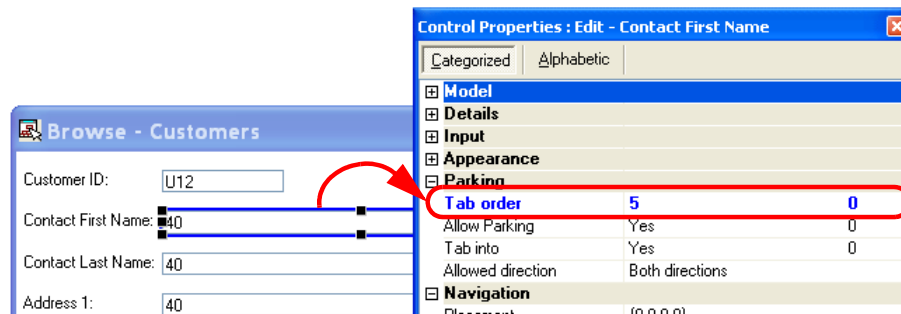 Control Properties : Edit - Contact First Name
Categorized Alphabetic
Model
Details
Input
Appearance
Parking
Tab order 5 0
Allow Parking Yes 0
Tab into Yes 0
Allowed direction Both directions
Navigation
Browse - Customers
Customer ID: U12
Contact First Name: 40
Contact Last Name: 40
Address 1: 40